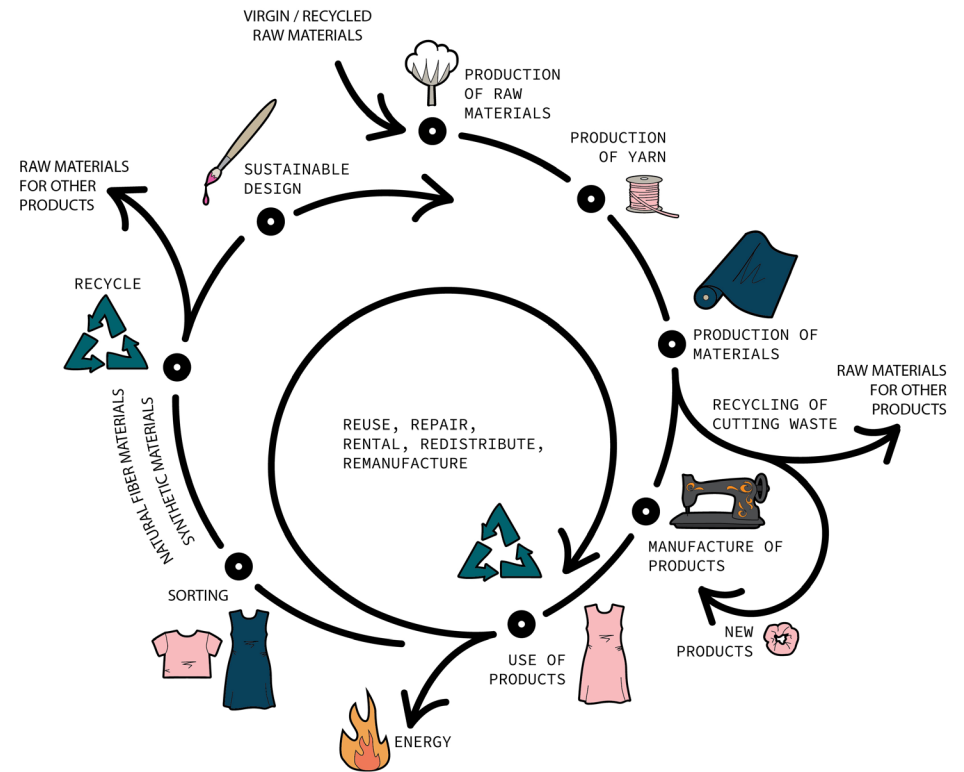 VIRGIN / RECYCLED
RAW MATERIALS
PRODUCTION
OF RAW
MATERIALS
PRODUCTION
OF YARN
PRODUCTION OF
MATERIALS
RAW MATERIALS
FOR OTHER
PRODUCTS
RECYCLING OF
CUTTING WASTE
MANUFACTURE OF
PRODUCTS
NEW
PRODUCTS
USE OF
PRODUCTS
ENERGY
REUSE, REPAIR,
RENTAL, REDISTRIBUTE,
REMANUFACTURE
SORTING
NATURAL FIBER MATERIALS
SYNTHETIC MATERIALS
RECYCLE
RAW MATERIALS
FOR OTHER
PRODUCTS
SUSTAINABLE
DESIGN